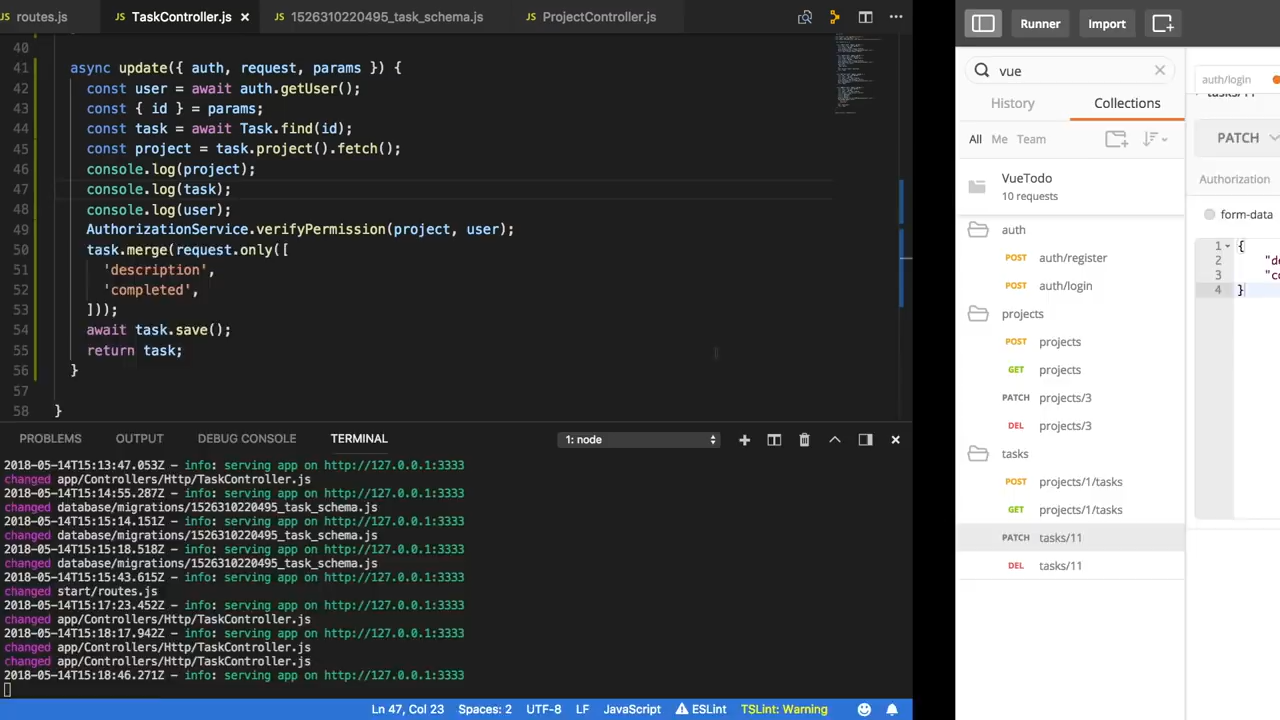 routes.js
TaskController.js ×
1526310220495_task_schema.js
ProjectController.js
40
41 async update({ auth, request, params }) {
42 const user = await auth.getUser();
43 const { id } = params;
44 const task = await Task.find(id);
45 const project = task.project().fetch();
46 console.log(project);
47 console.log(task);
48 console.log(user);
49 AuthorizationService.verifyPermission(project, user);
50 task.merge(request.only([
51 'description',
52 'completed',
53 ]));
54 await task.save();
55 return task;
56 }
57
58 }
PROBLEMS OUTPUT DEBUG CONSOLE TERMINAL 1: node
2018-05-14T15:13:47.053Z - info: serving app on http://127.0.0.1:3333
changed app/Controllers/Http/TaskController.js
2018-05-14T15:14:55.287Z - info: serving app on http://127.0.0.1:3333
changed database/migrations/1526310220495_task_schema.js
2018-05-14T15:15:14.151Z - info: serving app on http://127.0.0.1:3333
changed database/migrations/1526310220495_task_schema.js
2018-05-14T15:15:18.518Z - info: serving app on http://127.0.0.1:3333
changed database/migrations/1526310220495_task_schema.js
2018-05-14T15:15:43.615Z - info: serving app on http://127.0.0.1:3333
changed start/routes.js
2018-05-14T15:17:23.452Z - info: serving app on http://127.0.0.1:3333
changed app/Controllers/Http/TaskController.js
2018-05-14T15:18:17.942Z - info: serving app on http://127.0.0.1:3333
changed app/Controllers/Http/TaskController.js
changed app/Controllers/Http/TaskController.js
2018-05-14T15:18:46.271Z - info: serving app on http://127.0.0.1:3333
Ln 47, Col 23 Spaces: 2 UTF-8 LF JavaScript ESLint TSLint: Warning
Runner Import
vue
History Collections
All Me Team
VueTodo
10 requests
auth
POST auth/register
POST auth/login
projects
POST projects
GET projects
PATCH projects/3
DEL projects/3
tasks
POST projects/1/tasks
GET projects/1/tasks
PATCH tasks/11
DEL tasks/11
auth/login
tasks/11
PATCH
Authorization
form-data
1 {
2 "de
3 "co
4 }